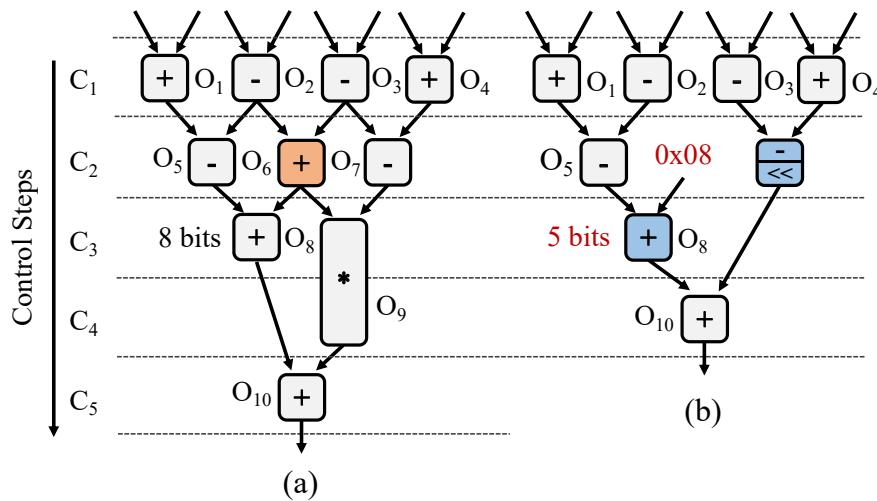 C₁ + O₁ - O₂ - O₃ + O₄ + O₁ - O₂ - O₃ + O₄
C₂ O₅ - O₆ + O₇ - O₅ - 0x08 - <<
C₃ 8 bits + O₈ 5 bits + O₈
* O₉
C₄ O₁₀ +
C₅ O₁₀ +
Control Steps
(a)
(b)